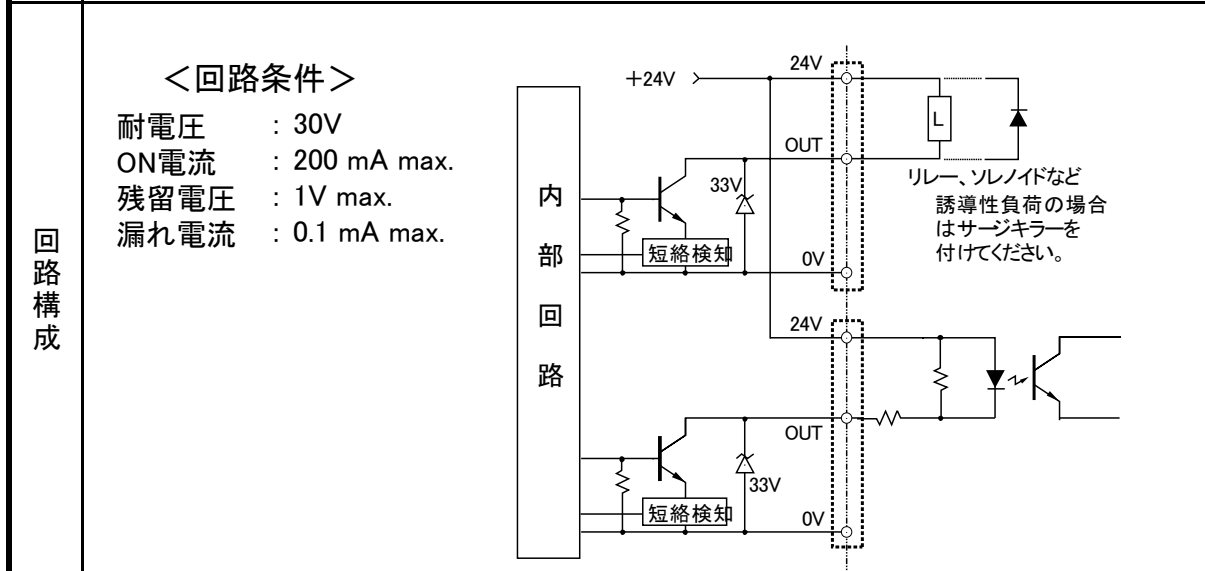 回路構成
＜回路条件＞
耐電圧 : 30V
ON電流 : 200 mA max.
残留電圧 : 1V max.
漏れ電流 : 0.1 mA max.
内部回路
+24V
24V
L
OUT
33V
短絡検知
0V
リレー、ソレノイドなど
誘導性負荷の場合
はサージキラーを
付けてください。
24V
OUT
33V
短絡検知
0V